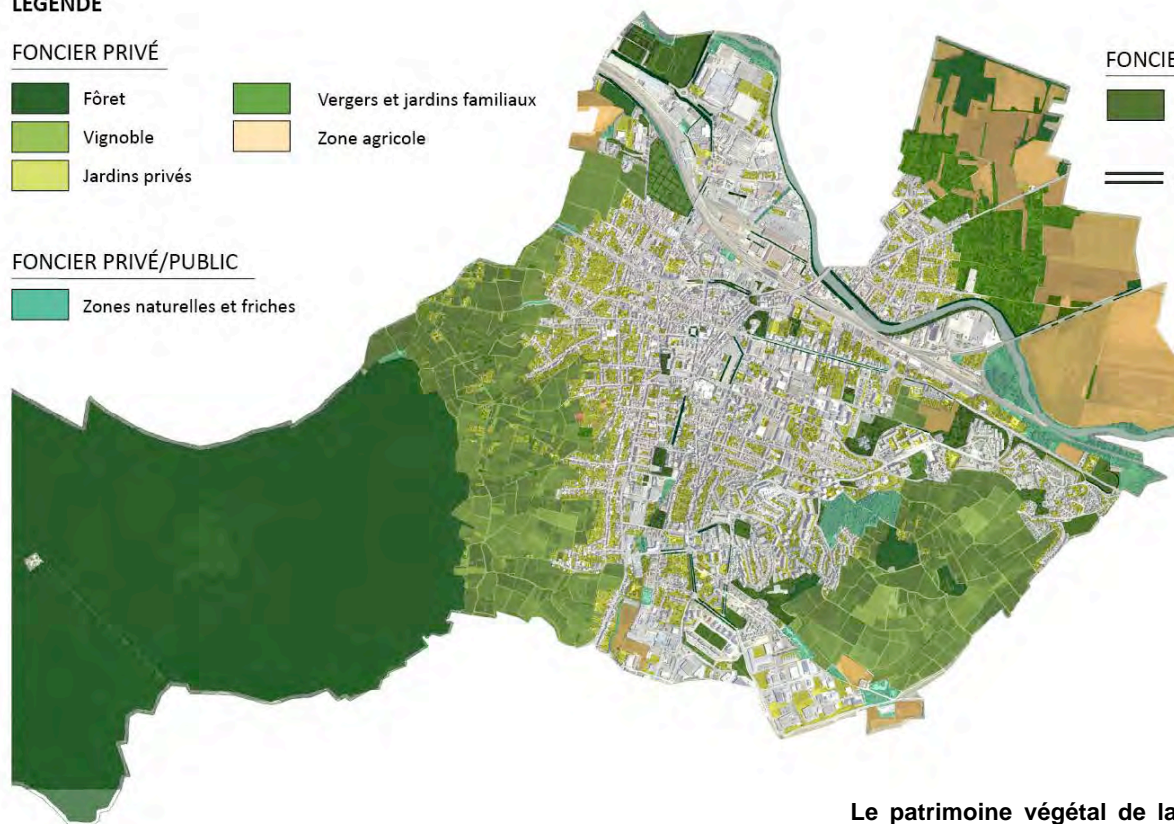 LÉGENDE
FONCIER PRIVÉ
Fôret
Vignoble
Jardins privés
Vergers et jardins familiaux
Zone agricole
FONCIER PRIVÉ/PUBLIC
Zones naturelles et friches
FONCIE
Le patrimoine végétal de la